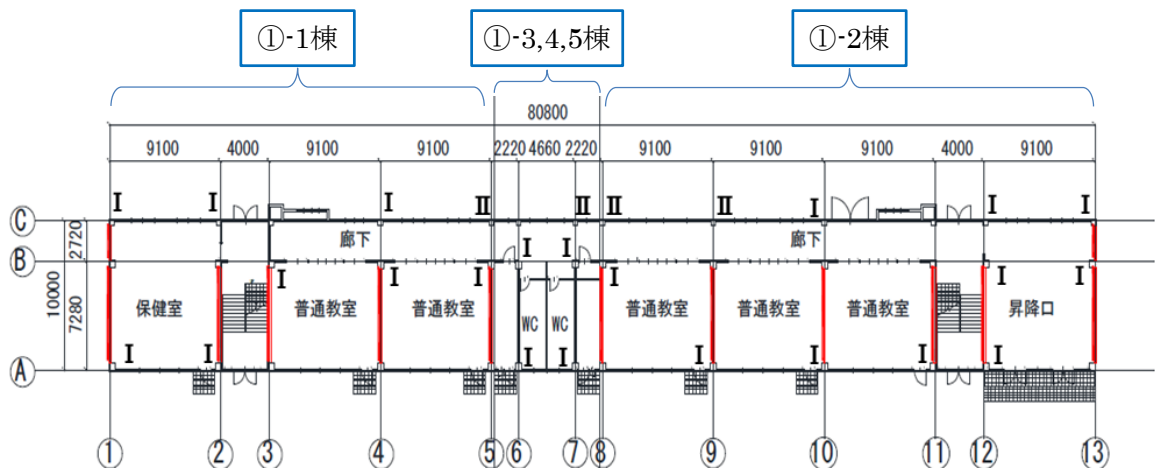 ①-1棟 ①-3,4,5棟 ①-2棟
80800
9100 4000 9100 9100 2220 4660 2220 9100 9100 9100 4000 9100
Ⅰ Ⅰ Ⅰ Ⅱ Ⅱ Ⅱ Ⅱ Ⅰ Ⅰ Ⅰ
C
2720
廊下 廊下
Ⅰ Ⅰ
B
Ⅰ Ⅰ Ⅰ Ⅰ Ⅰ Ⅰ
10000
7280
保健室 普通教室 普通教室 WC WC 普通教室 普通教室 普通教室 昇降口
Ⅰ Ⅰ Ⅰ Ⅰ Ⅰ Ⅰ Ⅰ Ⅰ
A
① ② ③ ④ ⑤ ⑥ ⑦ ⑧ ⑨ ⑩ ⑪ ⑫ ⑬